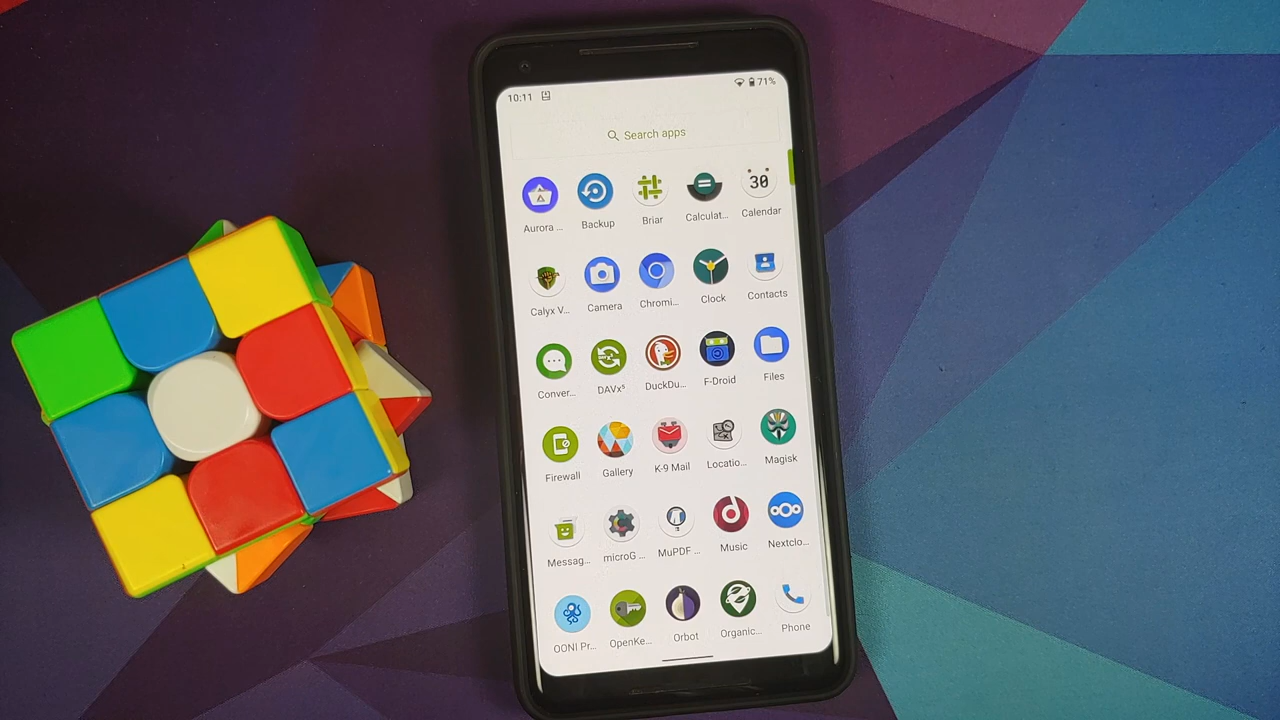 10:11 71%
Search apps
Aurora ... Backup Briar Calculat... Calendar
30
Calyx V... Camera Chromi... Clock Contacts
Conver... DAVx⁵ DuckDu... F-Droid Files
Firewall Gallery K-9 Mail Locatio... Magisk
Messag... microG ... MuPDF ... Music Nextclo...
OONI Pr... OpenKe... Orbot Organic... Phone